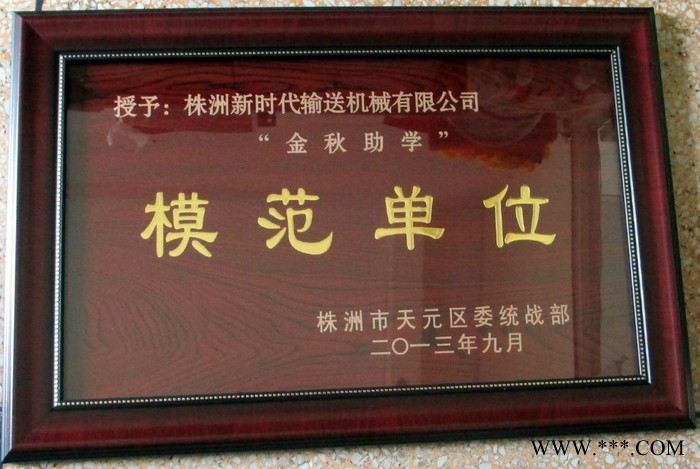 授予：株洲新时代输送机械有限公司
“金秋助学”
模范单位
株洲市天元区委统战部
二〇一三年九月
WWW.***.COM